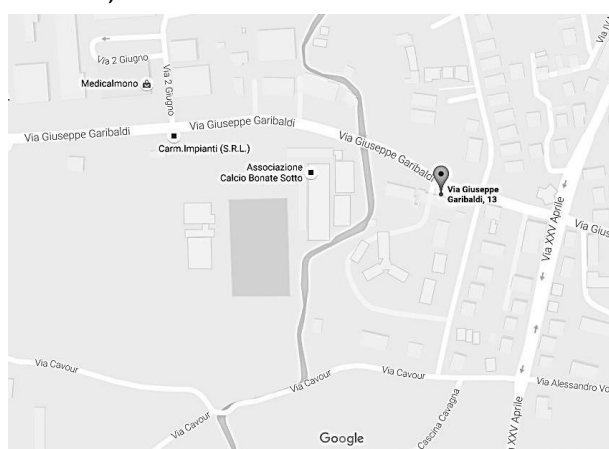 Via 2 Giugno
Via 2 Giugno
Medicalmono
Via Giuseppe Garibaldi
Via Giuseppe Garibaldi
Carm.Impianti (S.R.L.)
Via Giuseppe Garibaldi
Associazione
Calcio Bonate Sotto
Via Giuseppe
Garibaldi, 13
Via XXV Aprile
Via Gius
Via Cavour
Via Cavour
Via Cavour
Via Cavour
Via Alessandro Vo
Cascina Cavagna
a XXV Aprile
Google